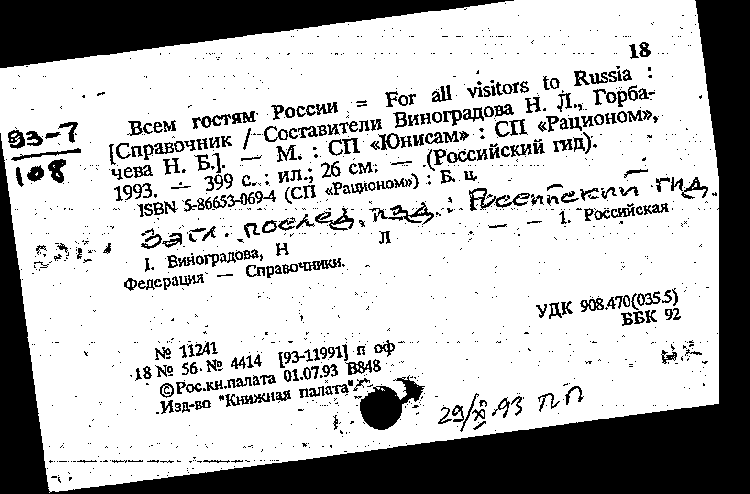 18
93-7
108
Всем гостям России = For all visitors to Russia :
[Справочник / Составители Виноградова Н. Л., Горба-
чева Н. Б.]. — М. : СП «Юнисам» : СП «Рационом»,
1993. — 399 с. : ил.; 26 см. — (Российский гид).
ISBN 5-86653-069-4 (СП «Рационом») : Б. ц.
Загл. послед. изд.: Российский гид.
I. Виноградова, Н Л — — 1. Российская
Федерация — Справочники.
УДК 908.470(035.5)
ББК 92
№ 11241
18 № 56 № 4414 [93-11991] п оф
©Рос.кн.палата 01.07.93 В848
Изд-во "Книжная палата"
29/XI-93 ПП